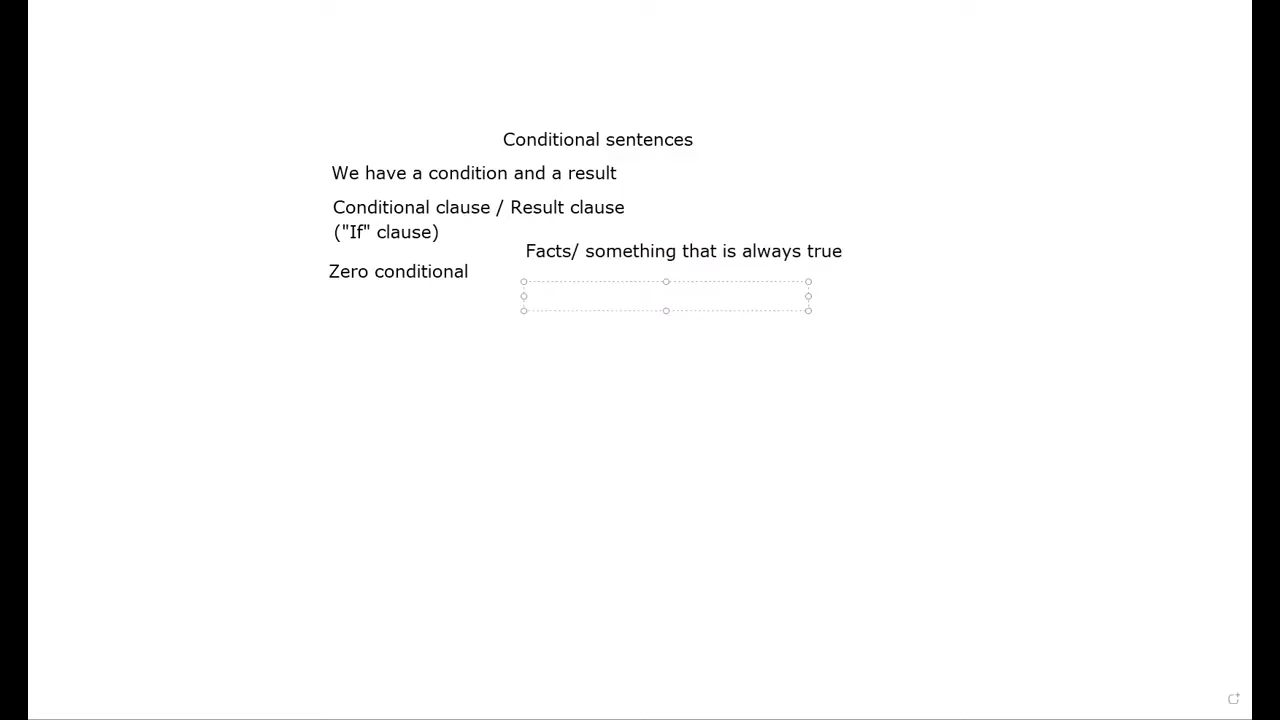 Conditional sentences
We have a condition and a result
Conditional clause / Result clause
("If" clause)
Facts/ something that is always true
Zero conditional